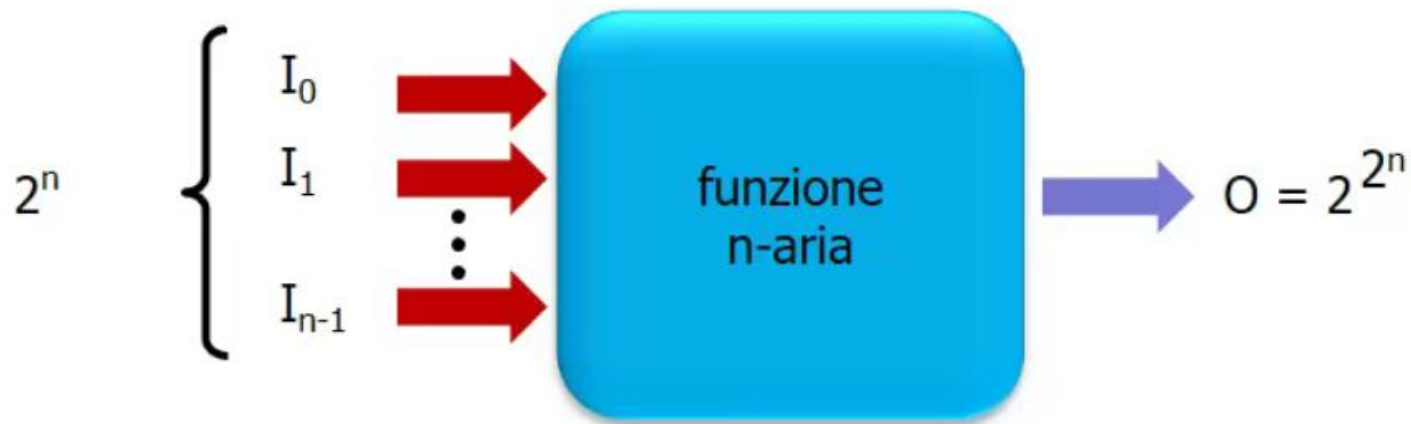 2ⁿ
I₀
I₁
Iₙ₋₁
funzione
n-aria
O = 2^2ⁿ